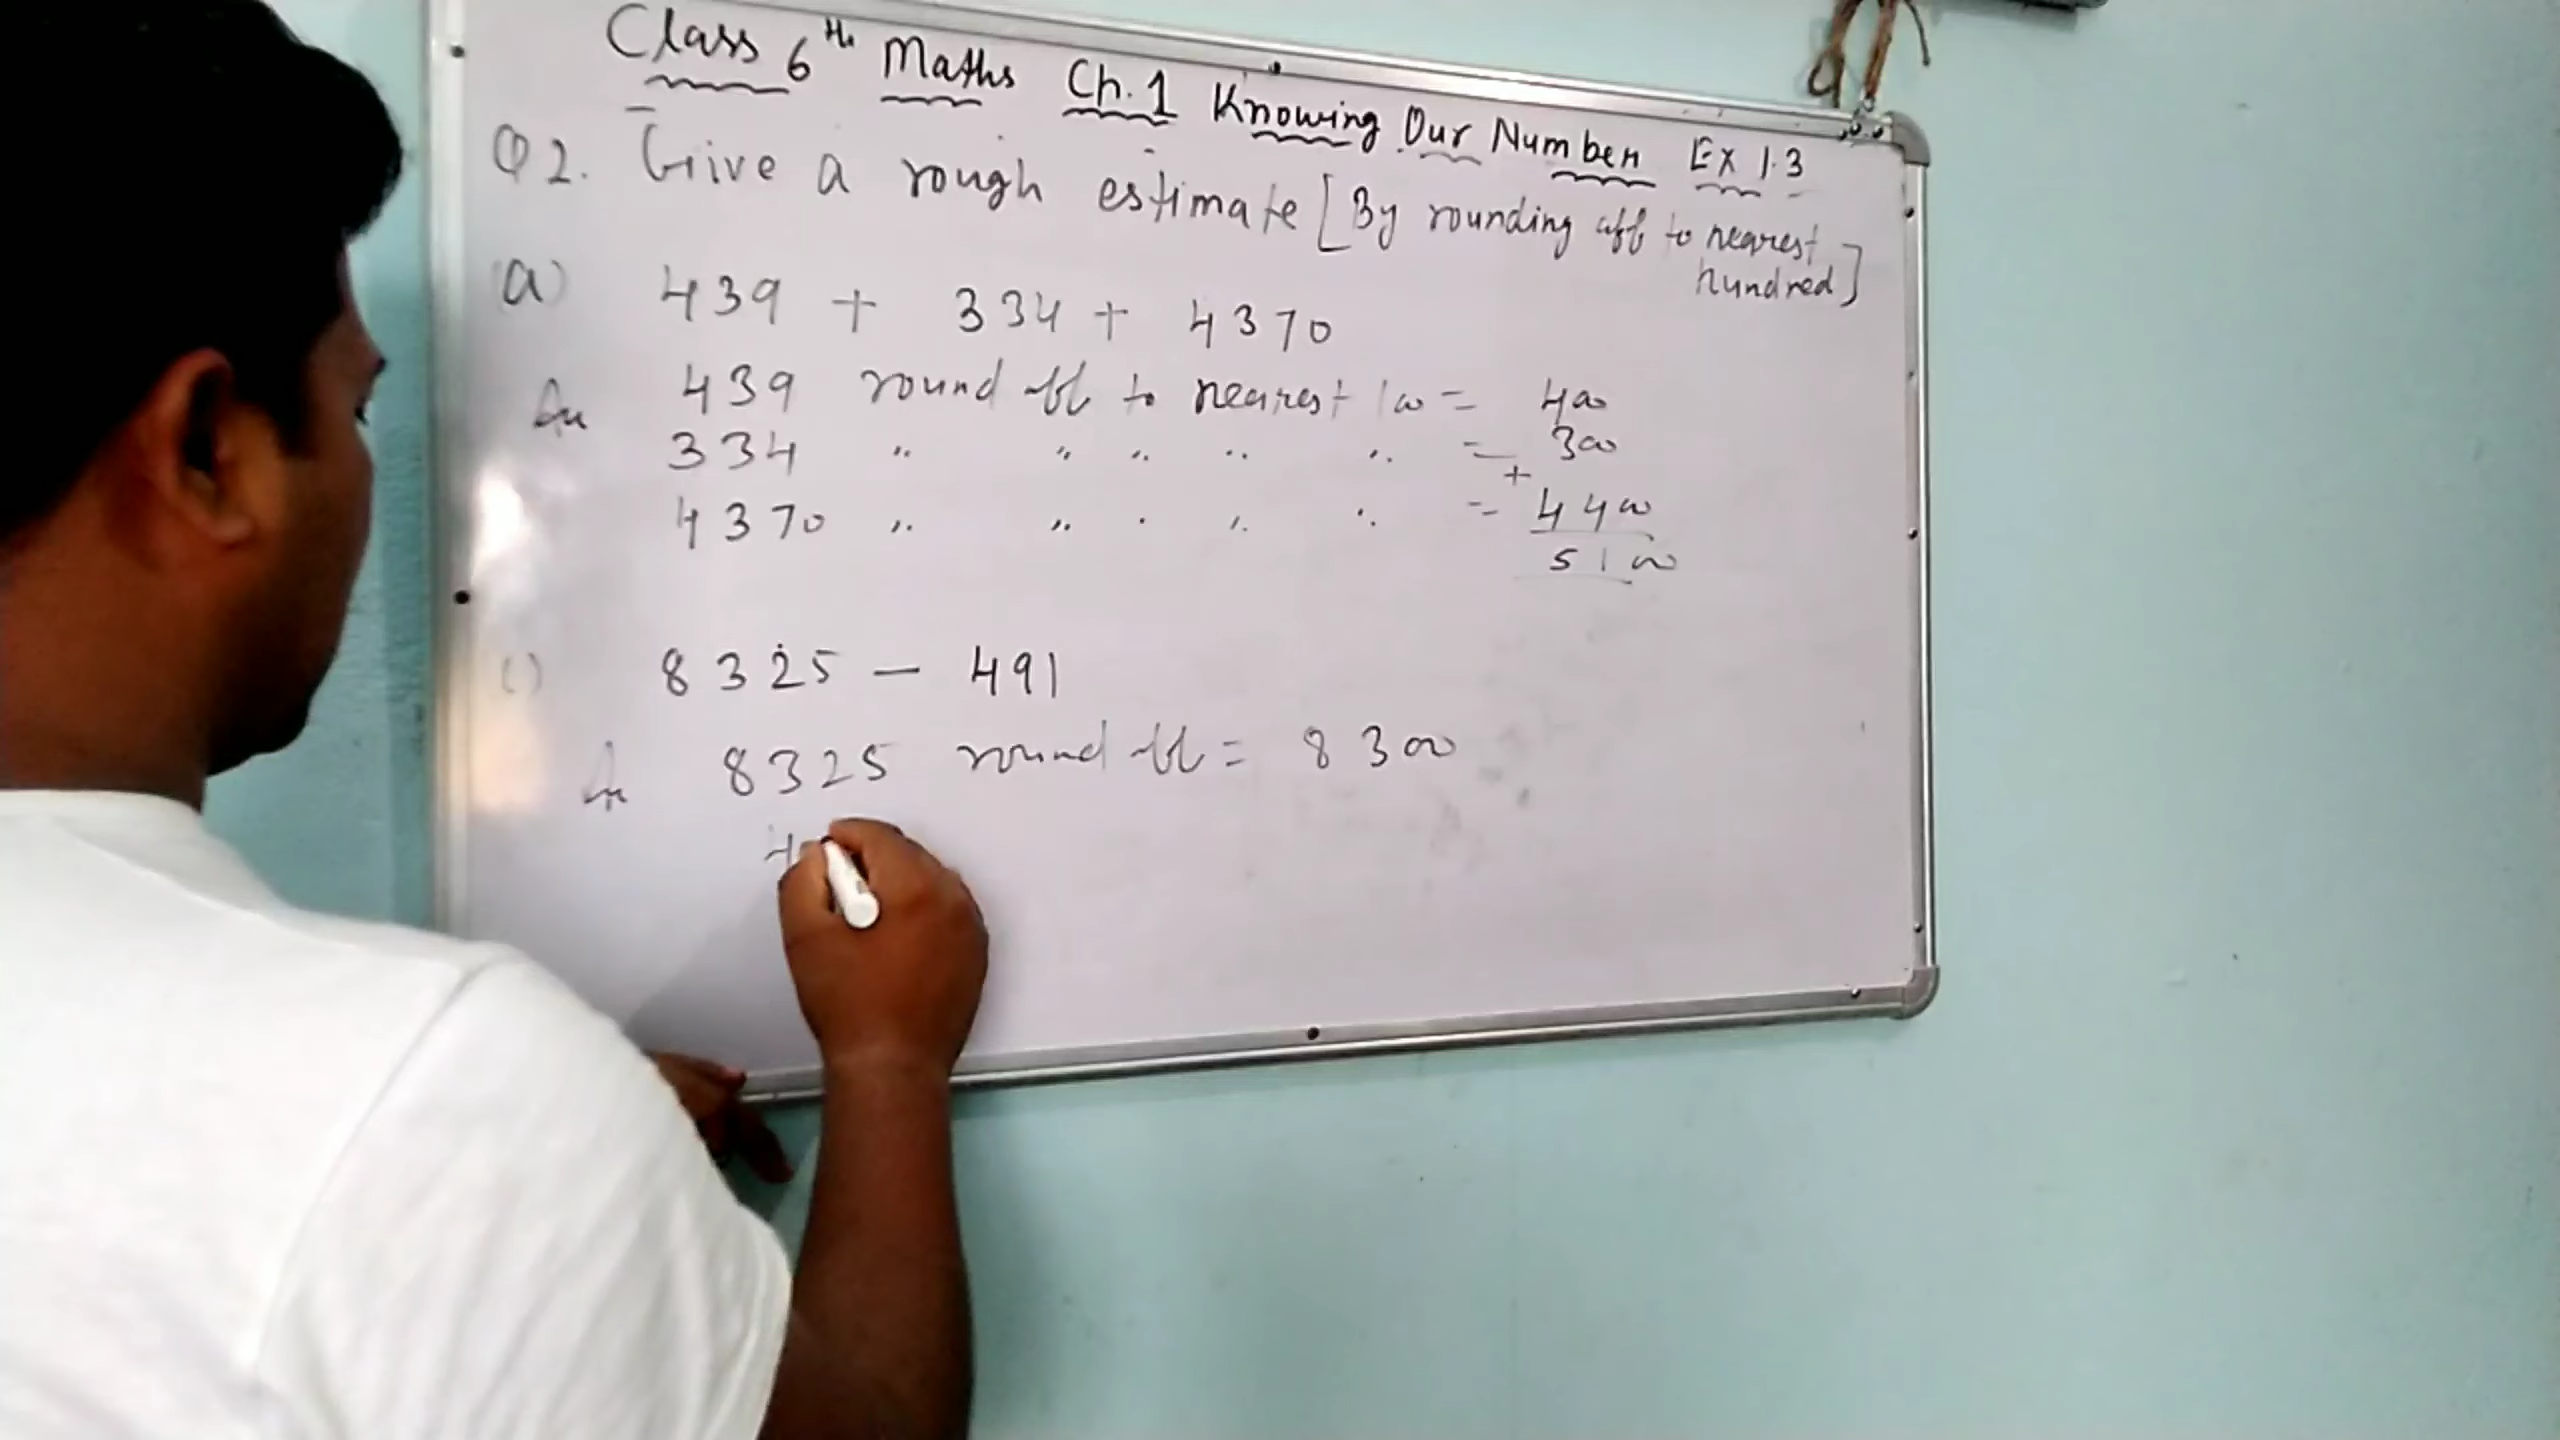 Class 6th Maths Ch.1 Knowing Our Number Ex 1.3
Q2. Give a rough estimate [By rounding off to nearest
hundred]
(a) 439 + 334 + 4370
An 439 round off to nearest 100 = 400
334 " " " " " = 300
+
4370 " " " " " = 4400
5100
8325 - 491
An 8325 round off = 8300
4